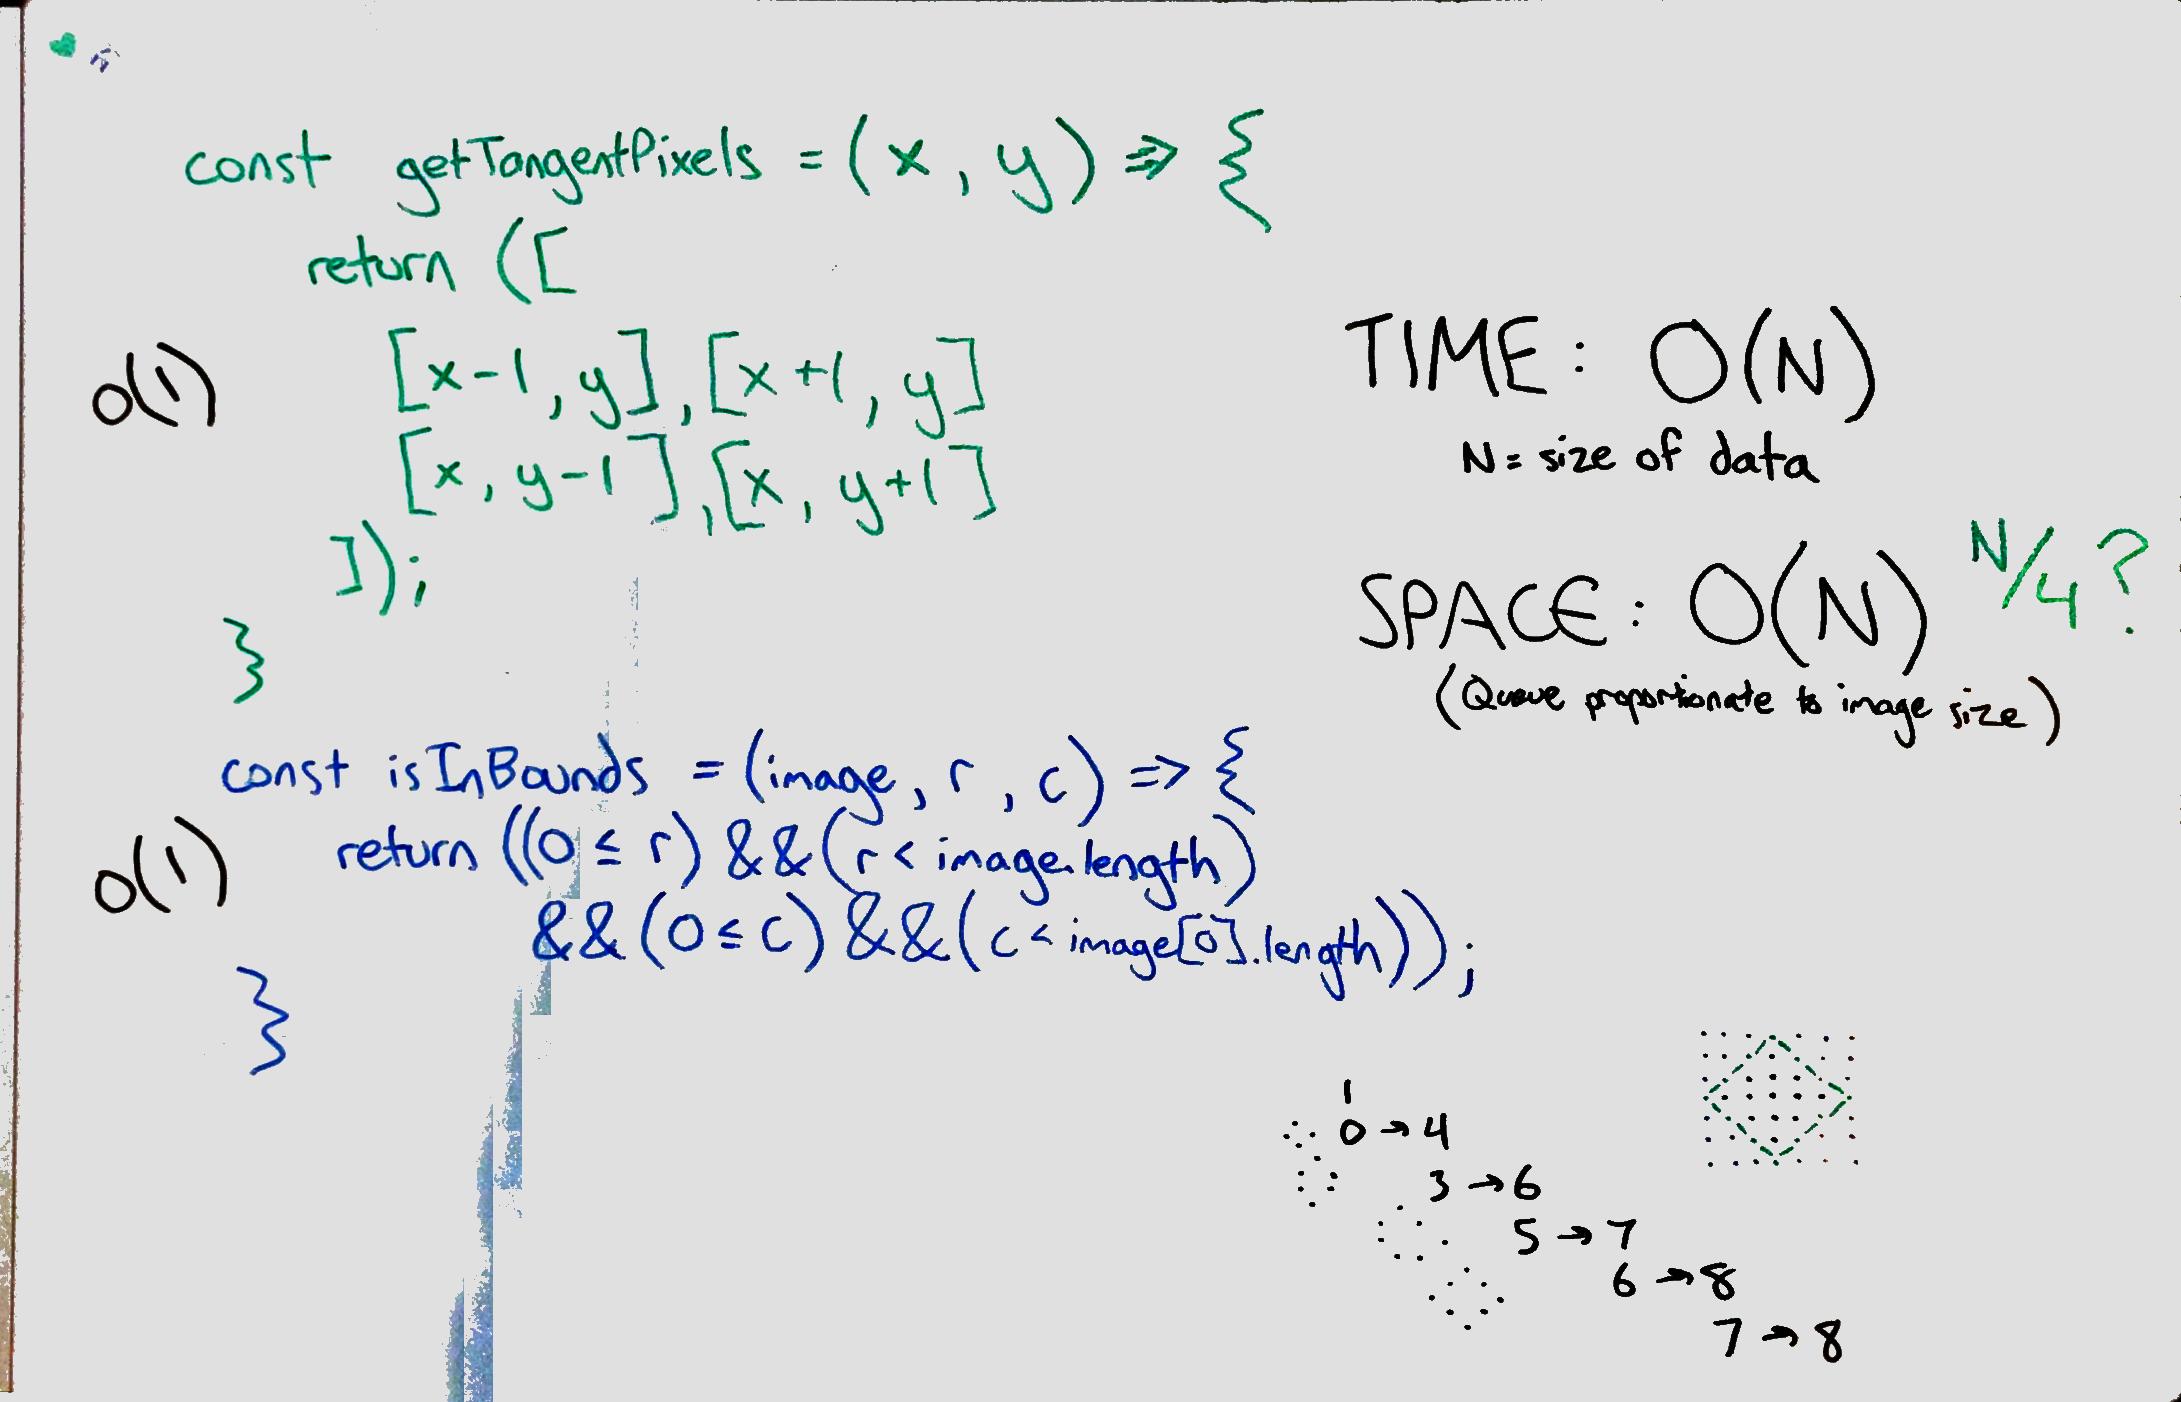 const getTangentPixels = (x, y) => {
return ([
O(1)
[x-1, y], [x+1, y]
[x, y-1], [x, y+1]
]);
}
const isInBounds = (image, r, c) => {
O(1)
return ((0 ≤ r) && (r < image.length)
&& (0 ≤ c) && (c < image[0].length));
}
TIME: O(N)
N = size of data
SPACE: O(N) N/4?
(Queue proportionate to image size)
1
0 → 4
3 → 6
5 → 7
6 → 8
7 → 8